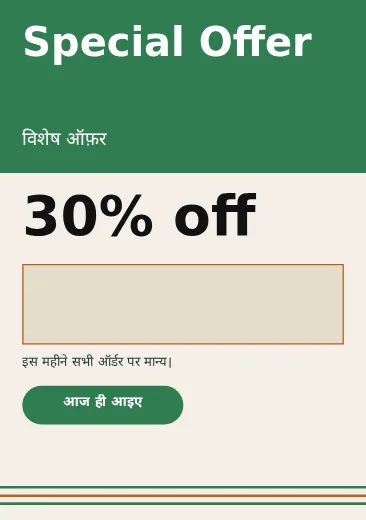 Special Offer
विशेष ऑफ़र
30% off
इस महीने सभी ऑर्डर पर मान्य|
आज ही आइए